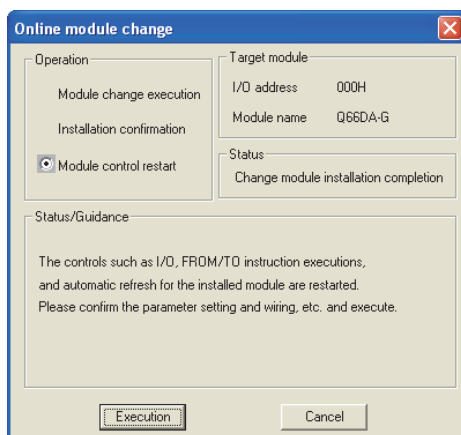 Online module change
Operation
Module change execution
Installation confirmation
Module control restart
Target module
I/O address 000H
Module name Q66DA-G
Status
Change module installation completion
Status/Guidance
The controls such as I/O, FROM/TO instruction executions,
and automatic refresh for the installed module are restarted.
Please confirm the parameter setting and wiring, etc. and execute.
Execution Cancel